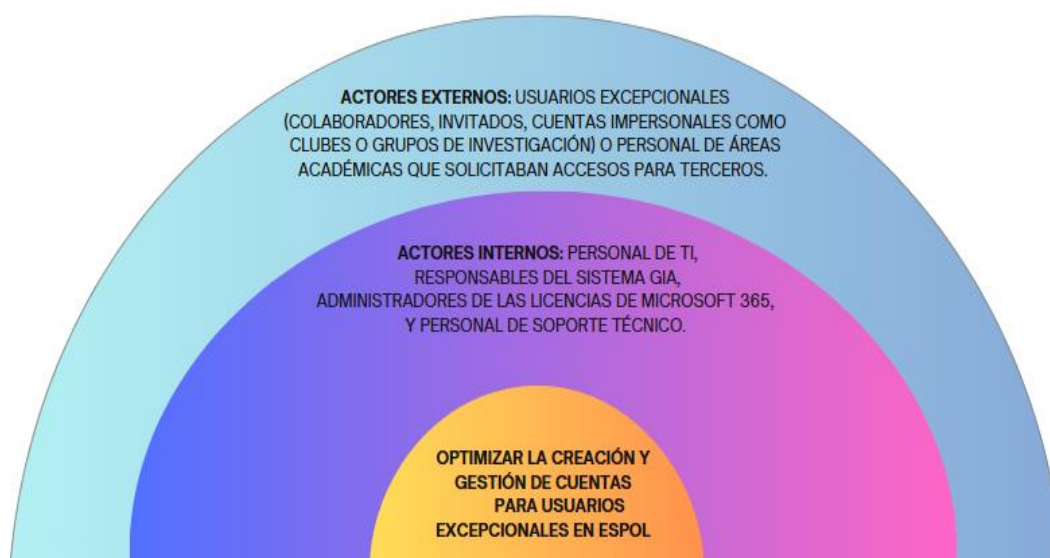 ACTORES EXTERNOS: USUARIOS EXCEPCIONALES
(COLABORADORES, INVITADOS, CUENTAS IMPERSONALES COMO
CLUBES O GRUPOS DE INVESTIGACIÓN) O PERSONAL DE ÁREAS
ACADÉMICAS QUE SOLICITABAN ACCESOS PARA TERCEROS.
ACTORES INTERNOS: PERSONAL DE TI,
RESPONSABLES DEL SISTEMA GIA,
ADMINISTRADORES DE LAS LICENCIAS DE MICROSOFT 365,
Y PERSONAL DE SOPORTE TÉCNICO.
OPTIMIZAR LA CREACIÓN Y
GESTIÓN DE CUENTAS
PARA USUARIOS
EXCEPCIONALES EN ESPOL